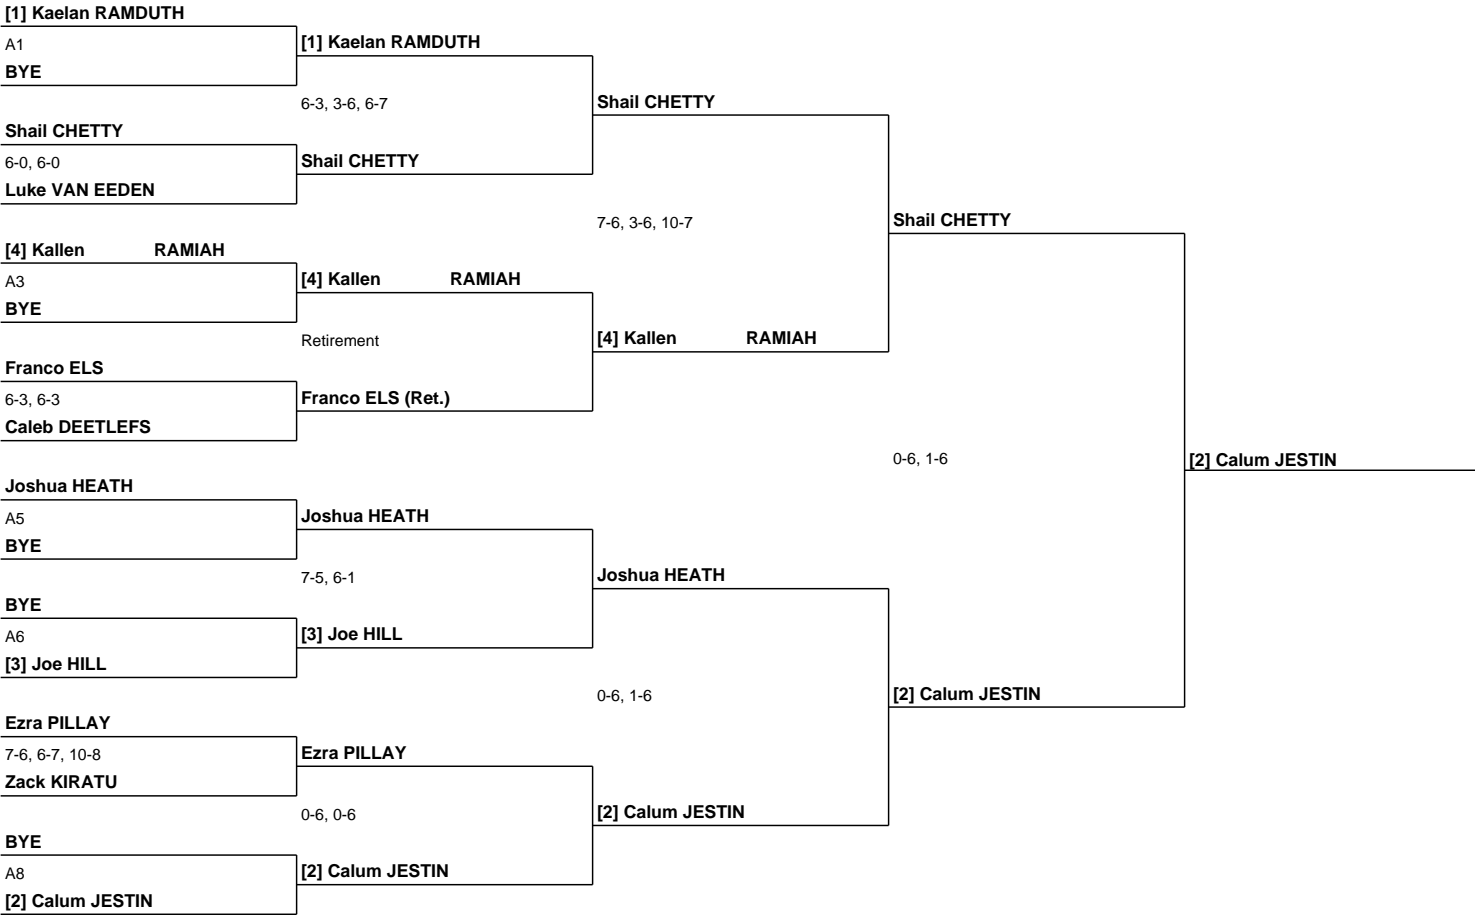 [1] Kaelan RAMDUTH
A1
BYE
Shail CHETTY
6-0, 6-0
Luke VAN EEDEN
[4] Kallen RAMIAH
A3
BYE
Franco ELS
6-3, 6-3
Caleb DEETLEFS
Joshua HEATH
A5
BYE
BYE
A6
[3] Joe HILL
Ezra PILLAY
7-6, 6-7, 10-8
Zack KIRATU
BYE
A8
[2] Calum JESTIN
[1] Kaelan RAMDUTH
6-3, 3-6, 6-7
Shail CHETTY
[4] Kallen RAMIAH
Retirement
Franco ELS (Ret.)
Joshua HEATH
7-5, 6-1
[3] Joe HILL
Ezra PILLAY
0-6, 0-6
[2] Calum JESTIN
Shail CHETTY
7-6, 3-6, 10-7
[4] Kallen RAMIAH
Joshua HEATH
0-6, 1-6
[2] Calum JESTIN
Shail CHETTY
0-6, 1-6
[2] Calum JESTIN
[2] Calum JESTIN